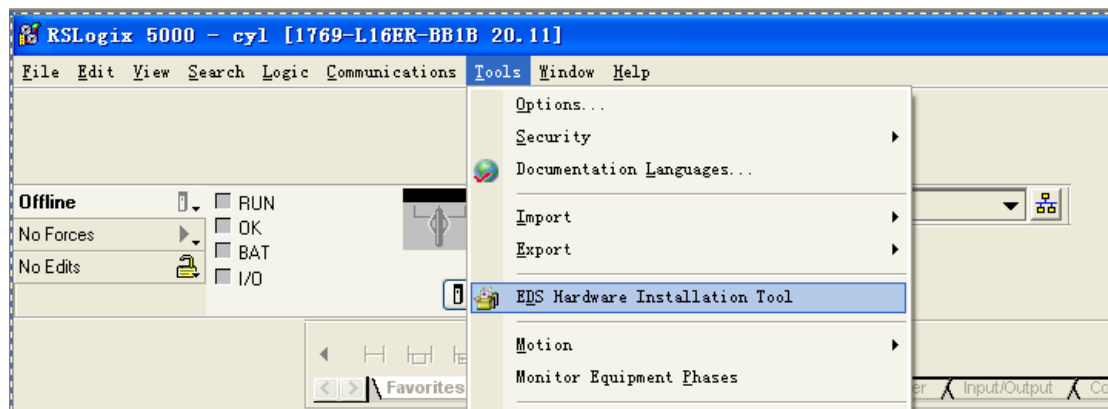 RSLogix 5000 - cyl [1769-L16ER-BB1B 20.11]
File Edit View Search Logic Communications Tools Window Help
Options...
Security
Documentation Languages...
Offline
RUN
No Forces
OK
Import
BAT
Export
No Edits
I/O
EDS Hardware Installation Tool
Motion
Monitor Equipment Phases
Favorites
Input/Output